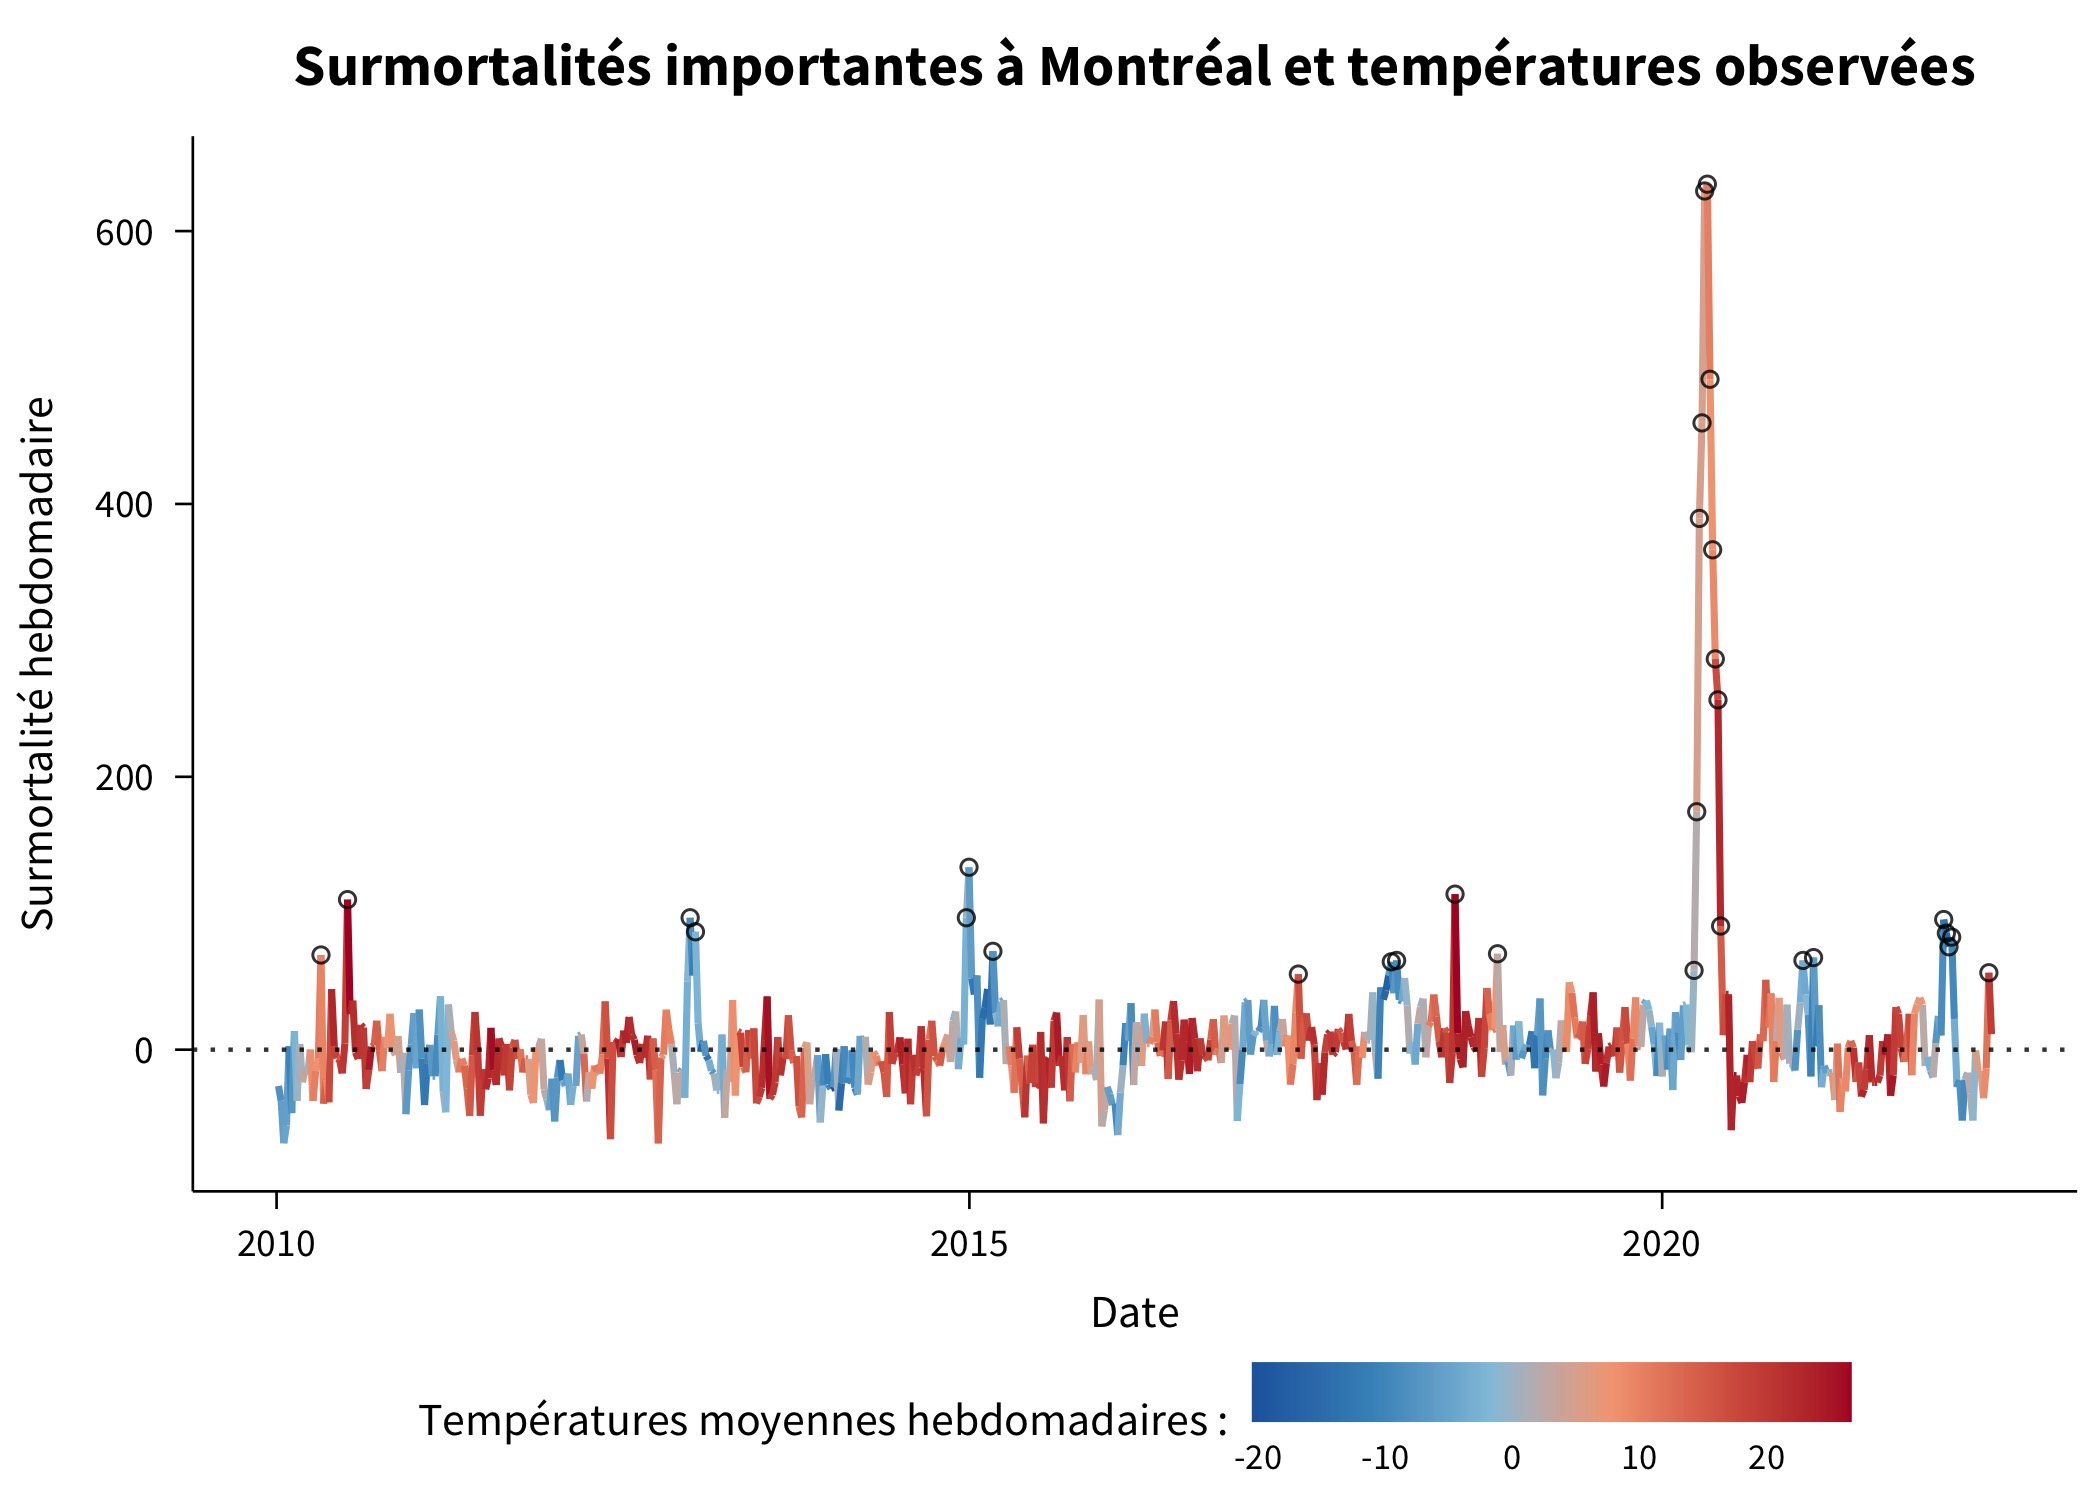 Surmortalités importantes à Montréal et températures observées
Surmortalité hebdomadaire
600
400
200
0
2010 2015 2020
Date
Températures moyennes hebdomadaires :
-20 -10 0 10 20